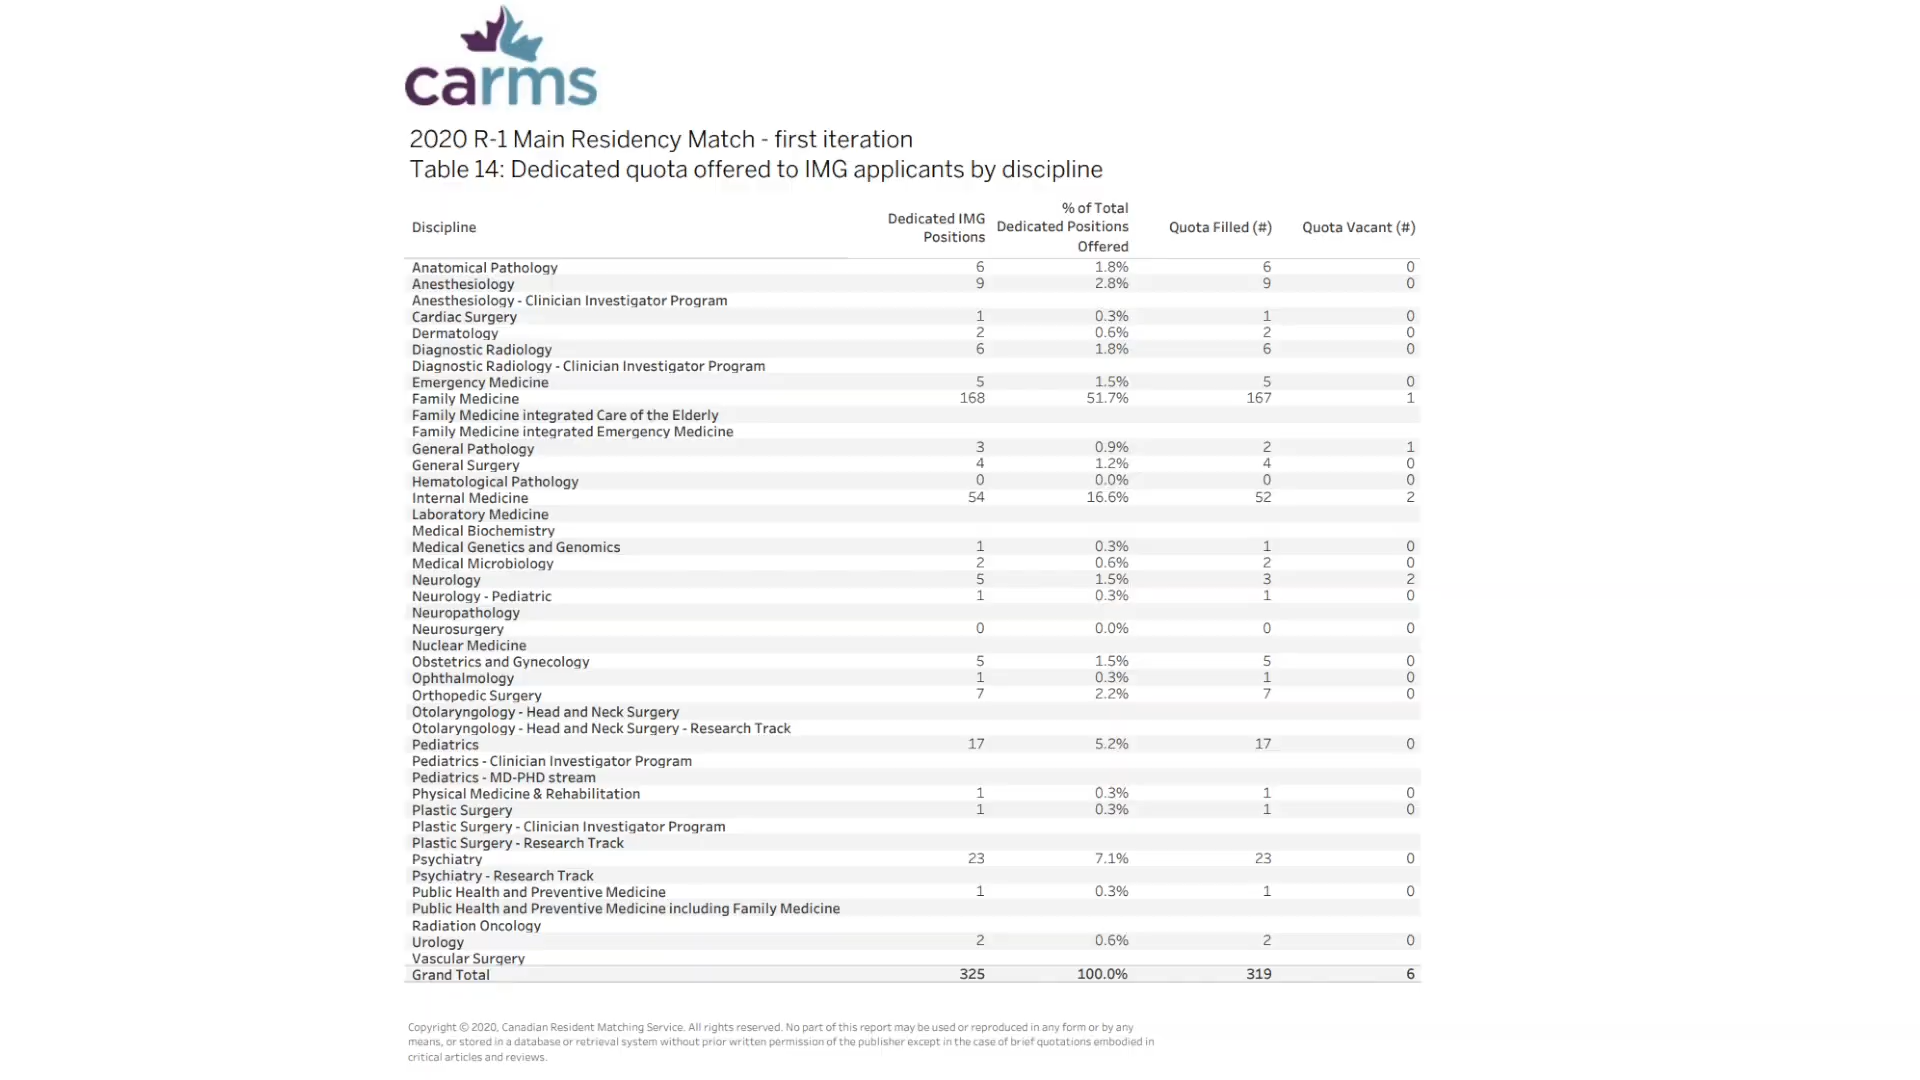 carms
2020 R-1 Main Residency Match - first iteration
Table 14: Dedicated quota offered to IMG applicants by discipline
Discipline Dedicated IMG Positions % of Total Dedicated Positions Offered Quota Filled (#) Quota Vacant (#)
Anatomical Pathology 6 1.8% 6 0
Anesthesiology 9 2.8% 9 0
Anesthesiology - Clinician Investigator Program
Cardiac Surgery 1 0.3% 1 0
Dermatology 2 0.6% 2 0
Diagnostic Radiology 6 1.8% 6 0
Diagnostic Radiology - Clinician Investigator Program
Emergency Medicine 5 1.5% 5 0
Family Medicine 168 51.7% 167 1
Family Medicine integrated Care of the Elderly
Family Medicine integrated Emergency Medicine
General Pathology 3 0.9% 2 1
General Surgery 4 1.2% 4 0
Hematological Pathology 0 0.0% 0 0
Internal Medicine 54 16.6% 52 2
Laboratory Medicine
Medical Biochemistry
Medical Genetics and Genomics 1 0.3% 1 0
Medical Microbiology 2 0.6% 2 0
Neurology 5 1.5% 3 2
Neurology - Pediatric 1 0.3% 1 0
Neuropathology
Neurosurgery 0 0.0% 0 0
Nuclear Medicine
Obstetrics and Gynecology 5 1.5% 5 0
Ophthalmology 1 0.3% 1 0
Orthopedic Surgery 7 2.2% 7 0
Otolaryngology - Head and Neck Surgery
Otolaryngology - Head and Neck Surgery - Research Track
Pediatrics 17 5.2% 17 0
Pediatrics - Clinician Investigator Program
Pediatrics - MD-PHD stream
Physical Medicine & Rehabilitation 1 0.3% 1 0
Plastic Surgery 1 0.3% 1 0
Plastic Surgery - Clinician Investigator Program
Plastic Surgery - Research Track
Psychiatry 23 7.1% 23 0
Psychiatry - Research Track
Public Health and Preventive Medicine 1 0.3% 1 0
Public Health and Preventive Medicine including Family Medicine
Radiation Oncology
Urology 2 0.6% 2 0
Vascular Surgery
Grand Total 325 100.0% 319 6
Copyright © 2020, Canadian Resident Matching Service. All rights reserved. No part of this report may be used or reproduced in any form or by any
means, or stored in a database or retrieval system without prior written permission of the publisher except in the case of brief quotations embodied in
critical articles and reviews.